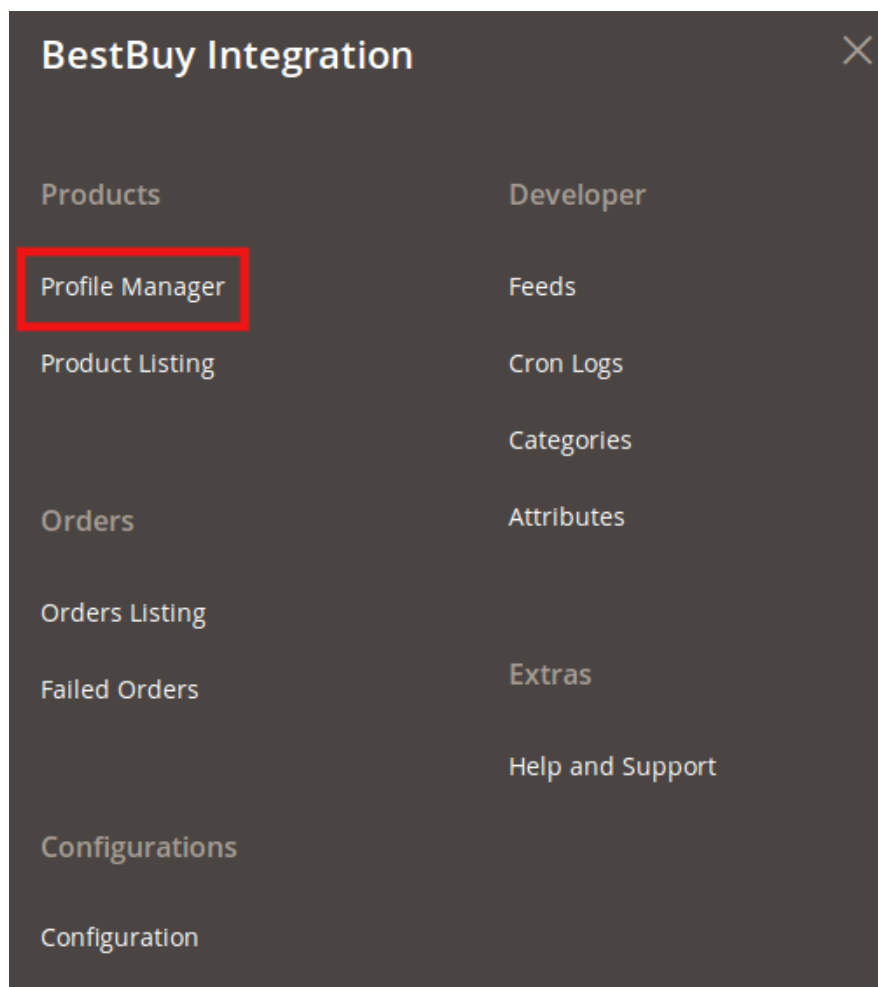 BestBuy Integration
Products
Profile Manager
Product Listing
Orders
Orders Listing
Failed Orders
Configurations
Configuration
Developer
Feeds
Cron Logs
Categories
Attributes
Extras
Help and Support